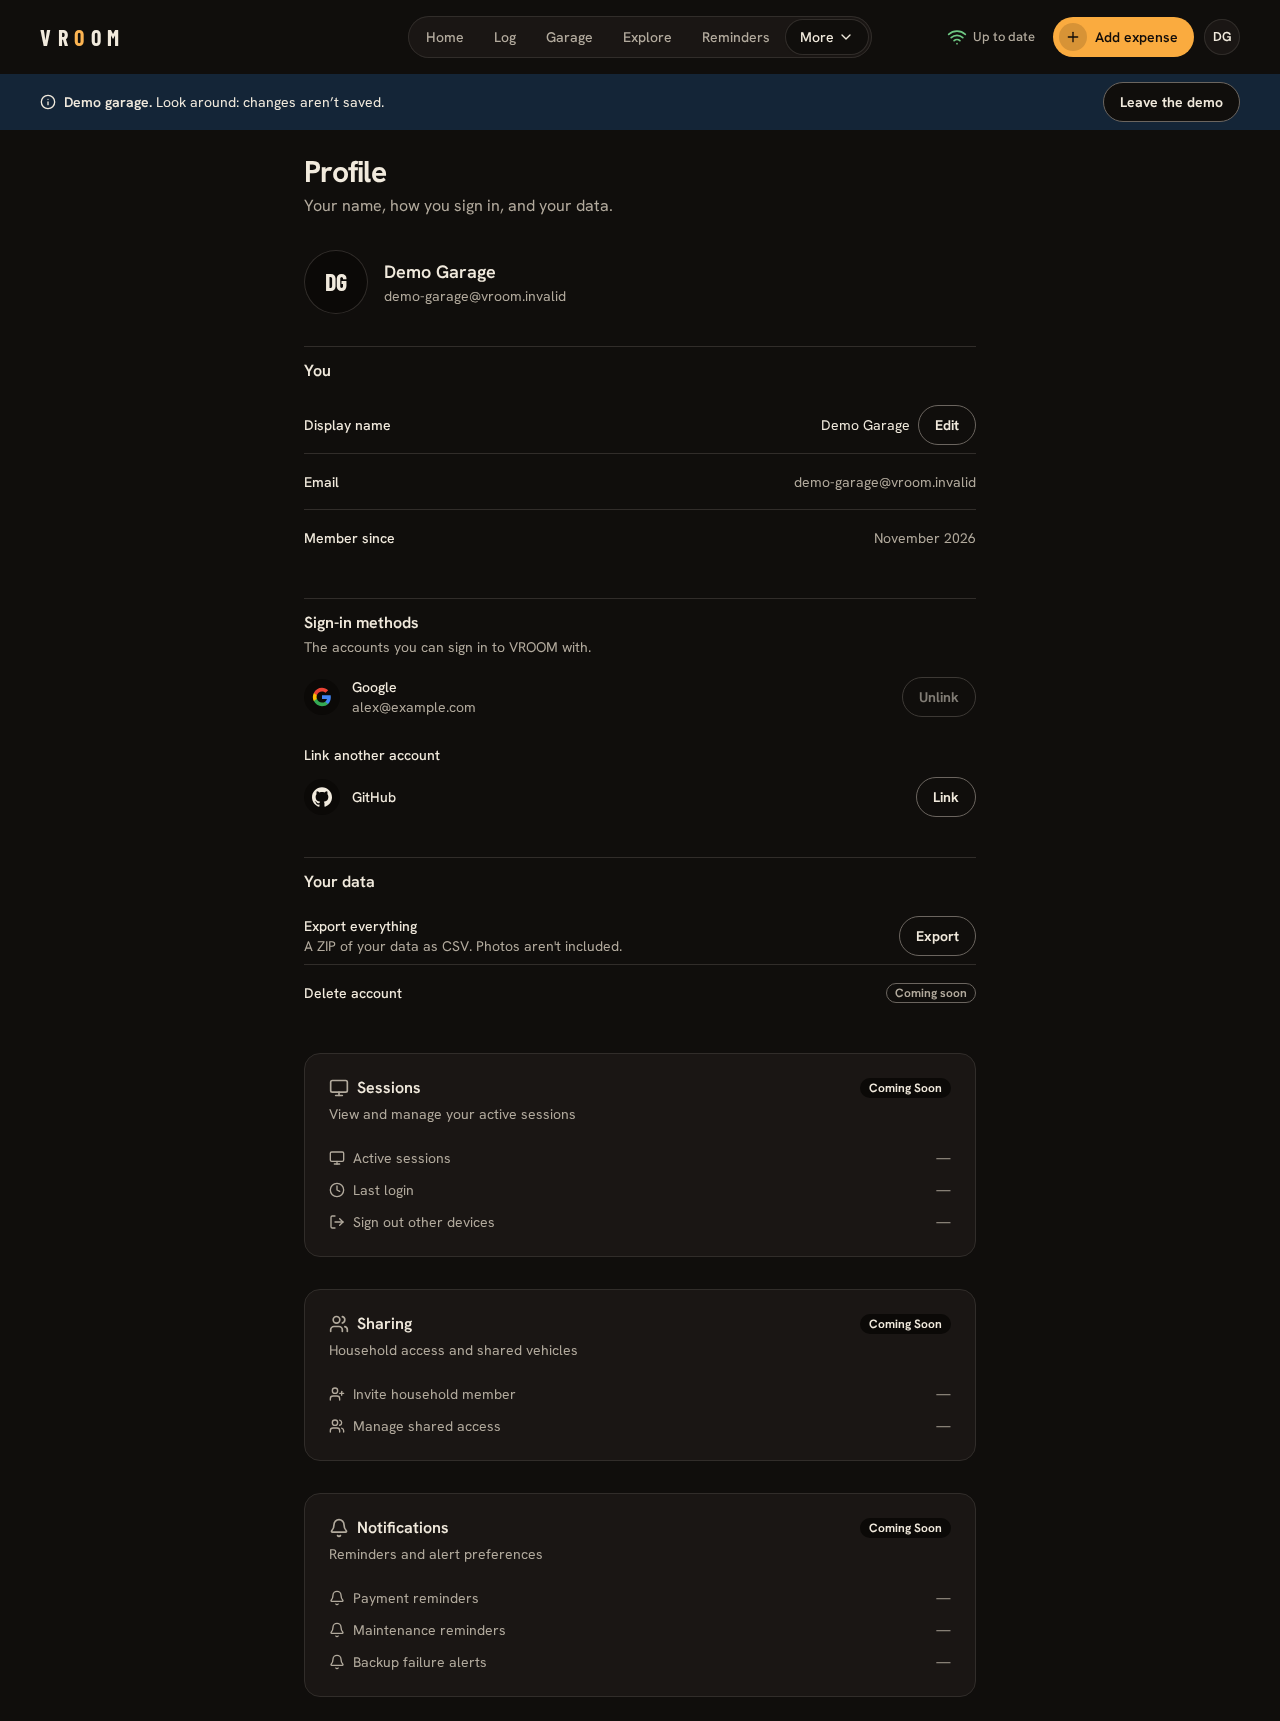 VROOM
Home
Log
Garage
Explore
Reminders
More
Up to date
Add expense
DG
Demo garage. Look around: changes aren’t saved.
Leave the demo
Profile
Your name, how you sign in, and your data.
DG
Demo Garage
demo-garage@vroom.invalid
You
Display name
Demo Garage
Edit
Email
demo-garage@vroom.invalid
Member since
November 2026
Sign-in methods
The accounts you can sign in to VROOM with.
Google
alex@example.com
Unlink
Link another account
GitHub
Link
Your data
Export everything
A ZIP of your data as CSV. Photos aren't included.
Export
Delete account
Coming soon
Sessions
Coming Soon
View and manage your active sessions
Active sessions
—
Last login
—
Sign out other devices
—
Sharing
Coming Soon
Household access and shared vehicles
Invite household member
—
Manage shared access
—
Notifications
Coming Soon
Reminders and alert preferences
Payment reminders
—
Maintenance reminders
—
Backup failure alerts
—